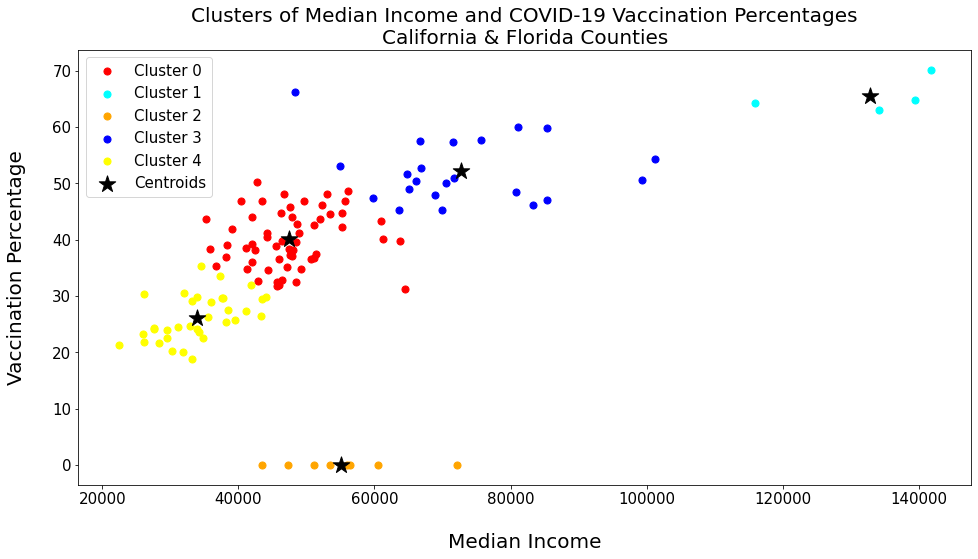 Clusters of Median Income and COVID-19 Vaccination Percentages
California & Florida Counties
Cluster 0
Cluster 1
Cluster 2
Cluster 3
Cluster 4
Centroids
Vaccination Percentage
70
60
50
40
30
20
10
0
20000 40000 60000 80000 100000 120000 140000
Median Income